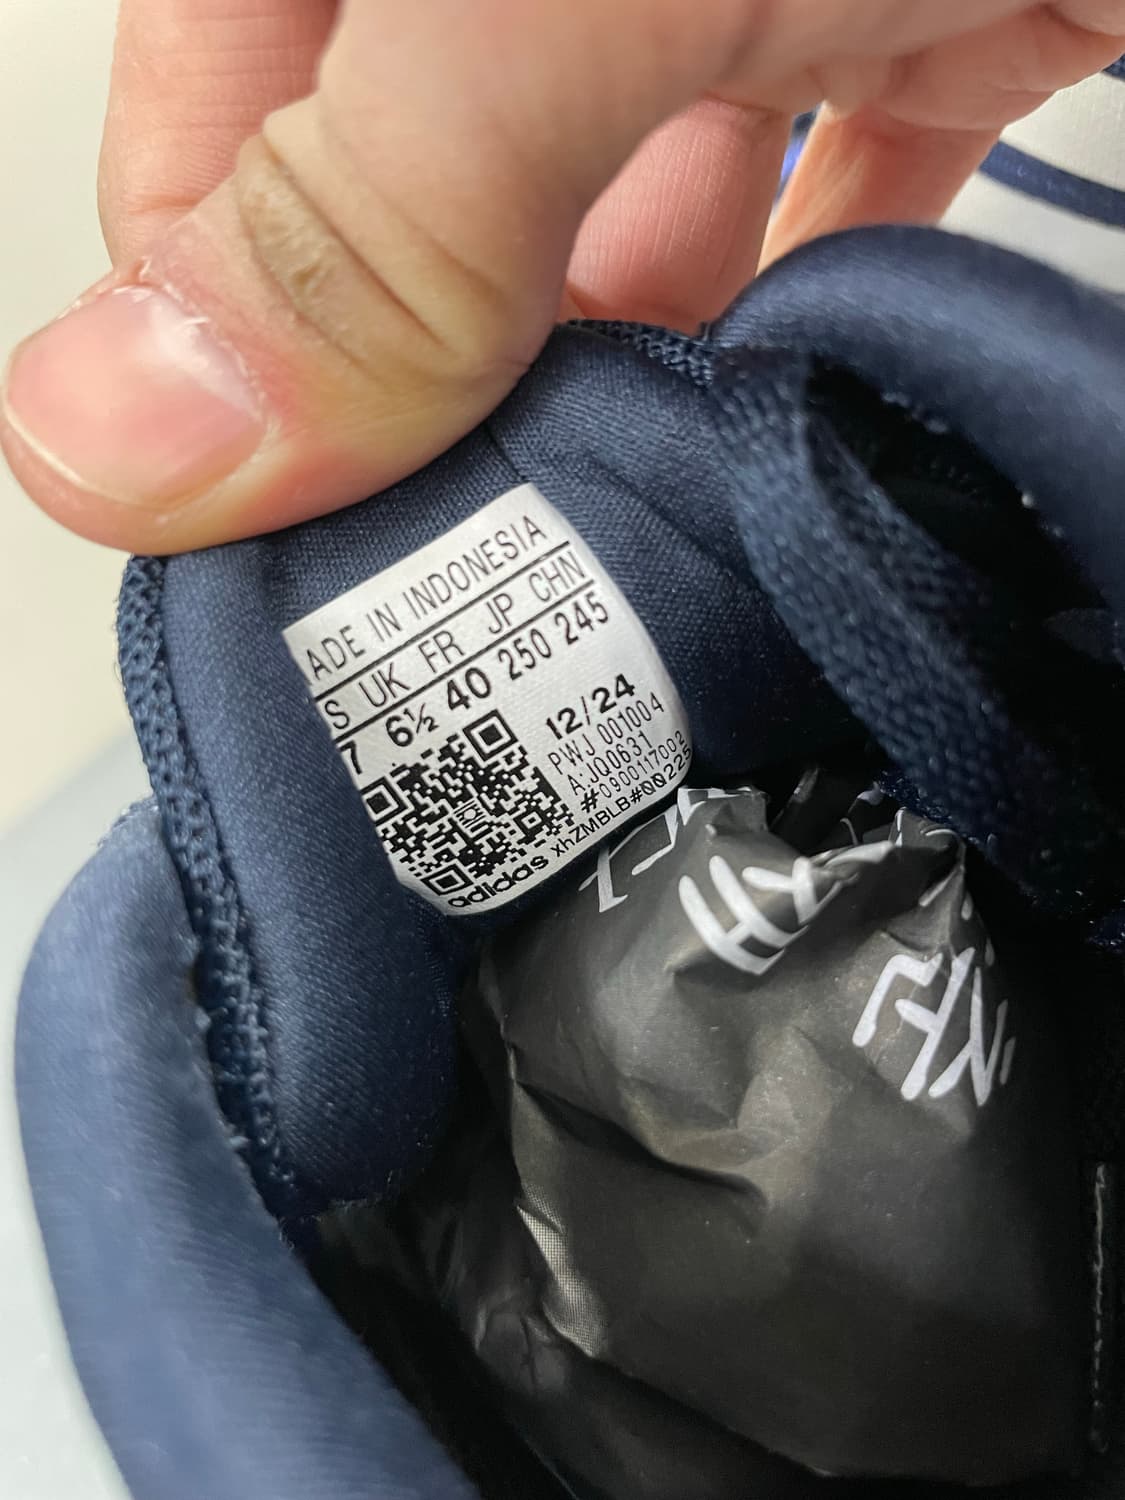 ADE IN INDONESIA
S UK FR JP CHN
7 6½ 40 250 245
12/24
PWJ 001004
A:JQ0631
#0900117002
adidas xhZMBLB#00225